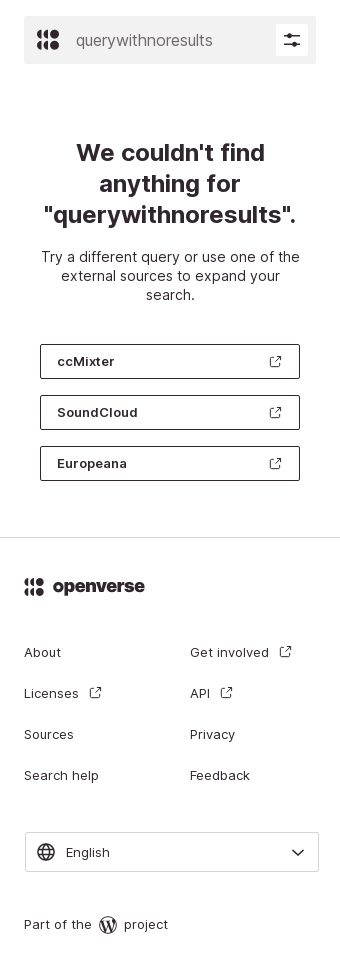 querywithnoresults
We couldn't find
anything for
"querywithnoresults".
Try a different query or use one of the
external sources to expand your
search.
ccMixter
SoundCloud
Europeana
openverse
About
Get involved
Licenses
API
Sources
Privacy
Search help
Feedback
English
Part of the project